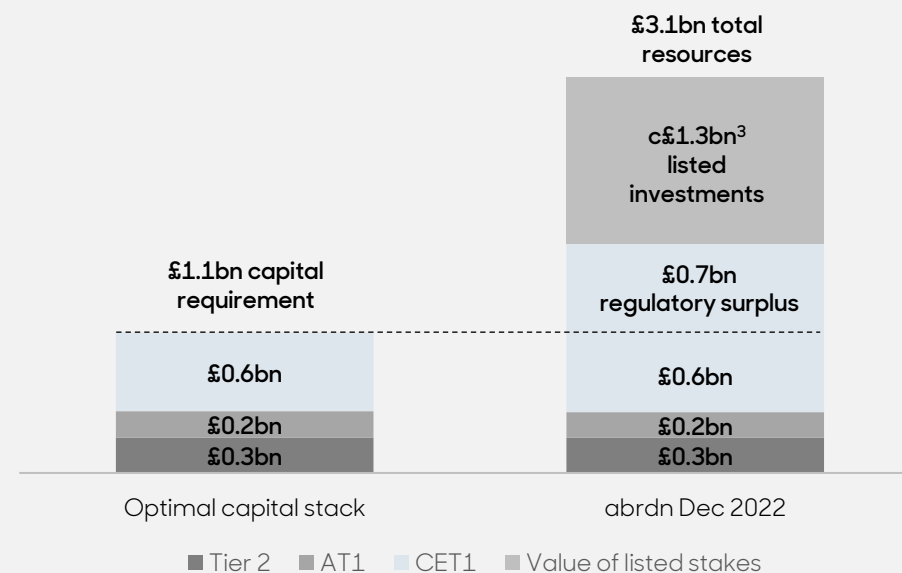 £3.1bn total
resources
c£1.3bn³
listed
investments
£1.1bn capital
requirement
£0.7bn
regulatory surplus
£0.6bn
£0.6bn
£0.2bn
£0.2bn
£0.3bn
£0.3bn
Optimal capital stack
abrdn Dec 2022
Tier 2 AT1 CET1 Value of listed stakes